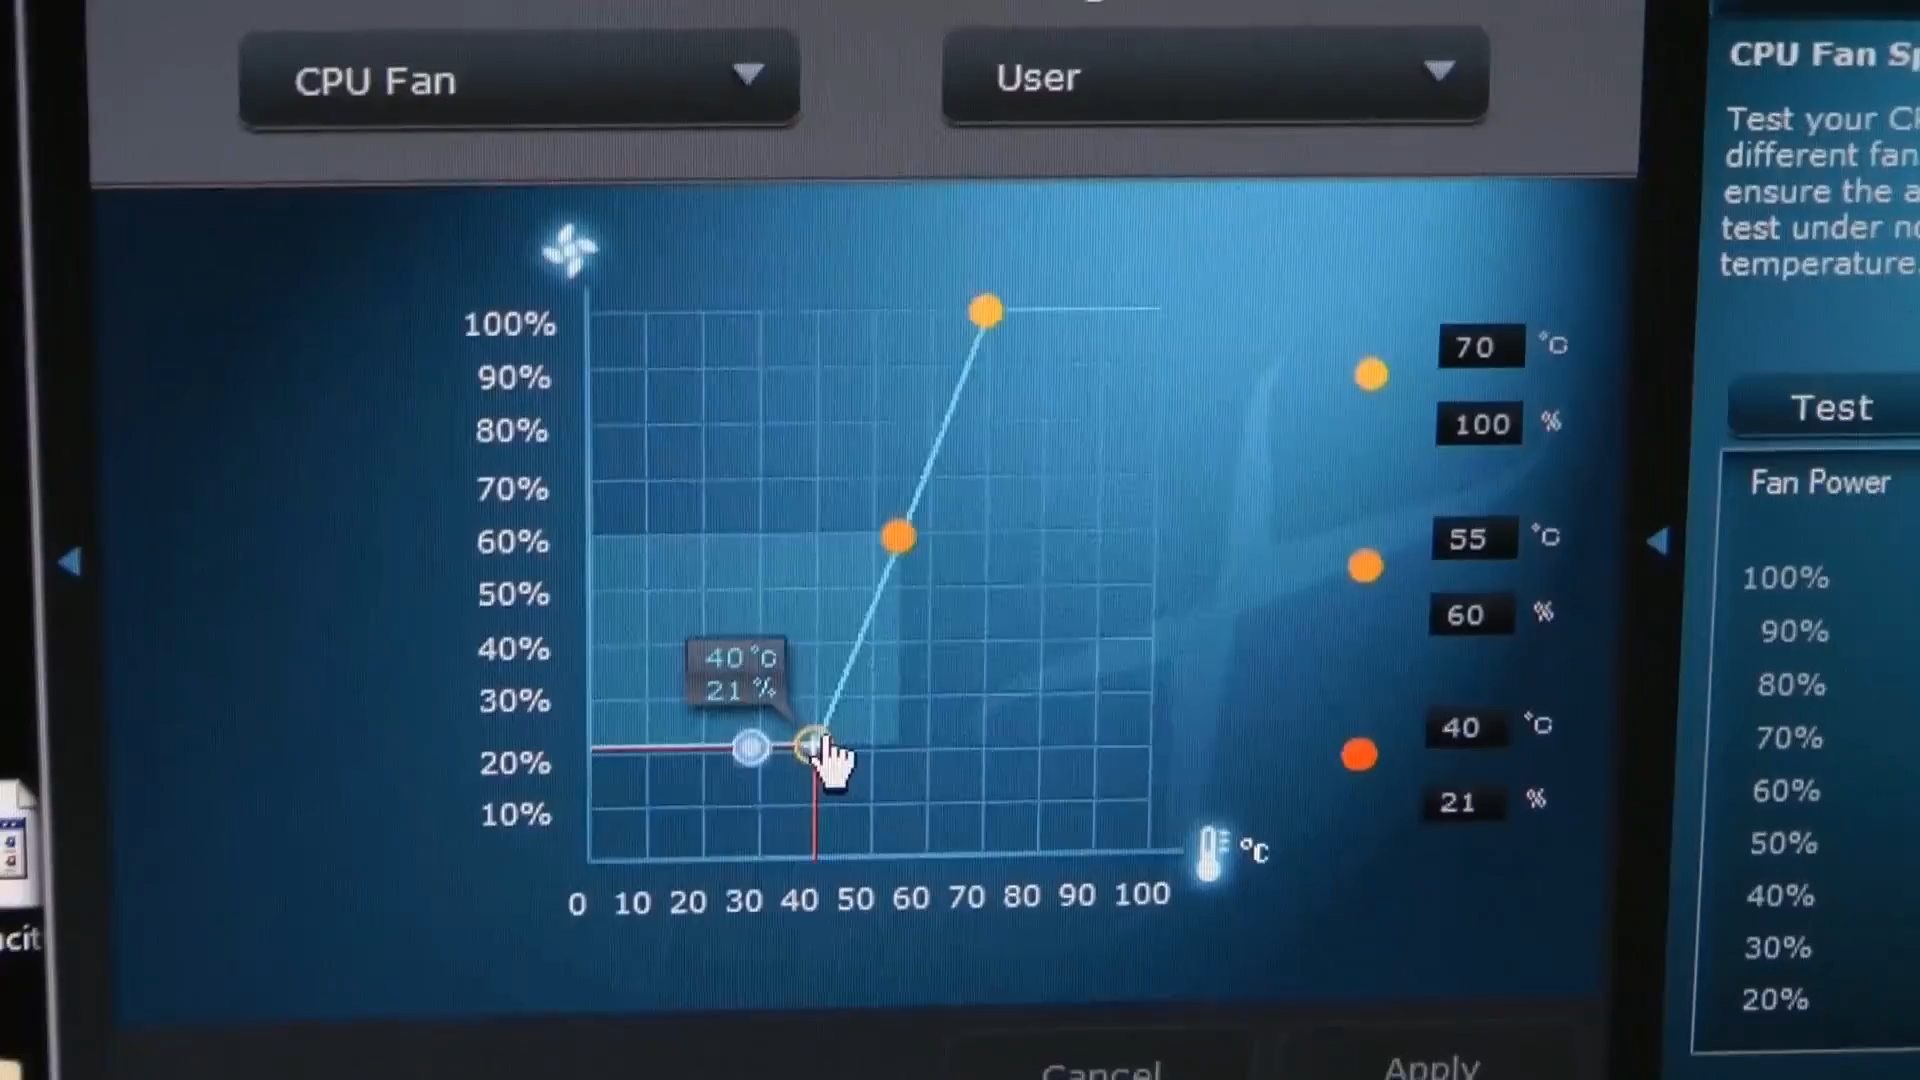 CPU Fan
User
100%
90%
80%
70%
60%
50%
40%
30%
20%
10%
40 °C
21 %
0 10 20 30 40 50 60 70 80 90 100
°C
70 °C
100 %
55 °C
60 %
40 °C
21 %
Cancel
Apply
CPU Fan
Test your
different fan
ensure the
test under
temperature.
Test
Fan Power
100%
90%
80%
70%
60%
50%
40%
30%
20%